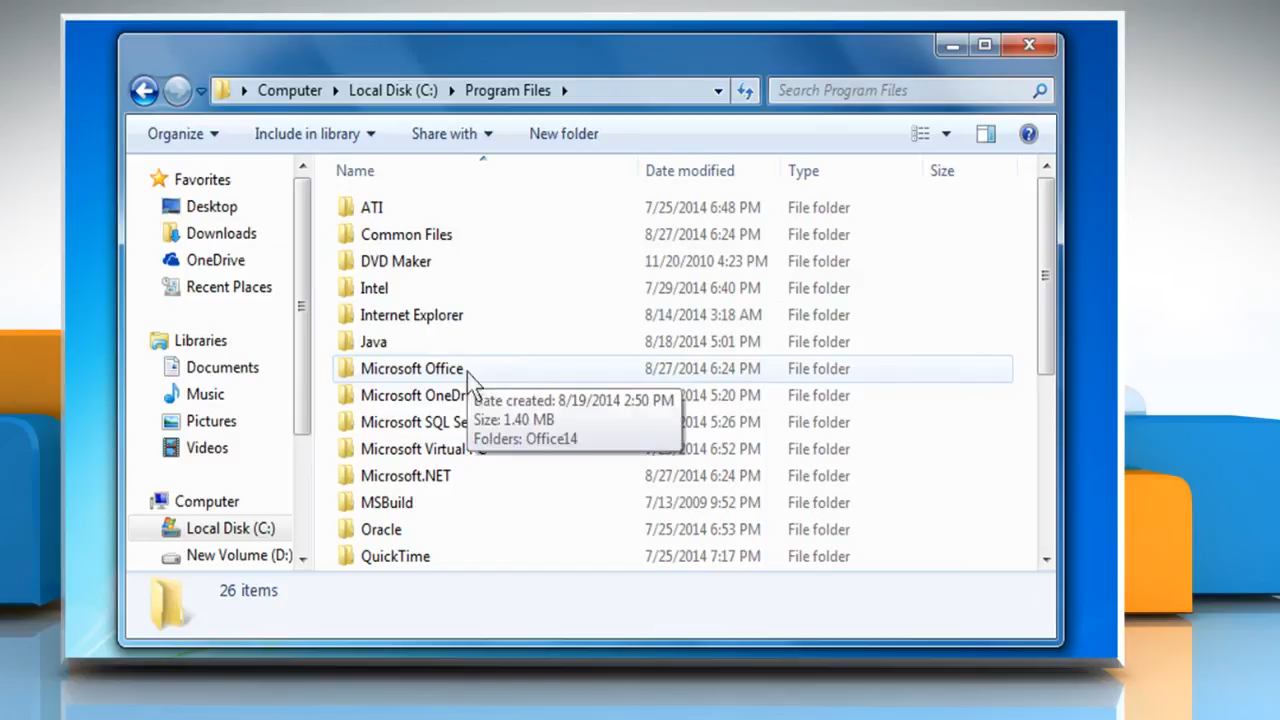 Computer Local Disk (C:) Program Files
Search Program Files
Organize Include in library Share with New folder
Favorites
Desktop
Downloads
OneDrive
Recent Places
Libraries
Documents
Music
Pictures
Videos
Computer
Local Disk (C:)
New Volume (D:)
Name Date modified Type Size
ATI 7/25/2014 6:48 PM File folder
Common Files 8/27/2014 6:24 PM File folder
DVD Maker 11/20/2010 4:23 PM File folder
Intel 7/29/2014 6:40 PM File folder
Internet Explorer 8/14/2014 3:18 AM File folder
Java 8/18/2014 5:01 PM File folder
Microsoft Office 8/27/2014 6:24 PM File folder
Microsoft 5:20 PM File folder
Microsoft SQL 5:26 PM File folder
Microsoft Virtual 6:52 PM File folder
Microsoft.NET 8/27/2014 6:24 PM File folder
MSBuild 7/13/2009 9:52 PM File folder
Oracle 7/25/2014 6:53 PM File folder
QuickTime 7/25/2014 7:17 PM File folder
Date created: 8/19/2014 2:50 PM
Size: 1.40 MB
Folders: Office14
26 items